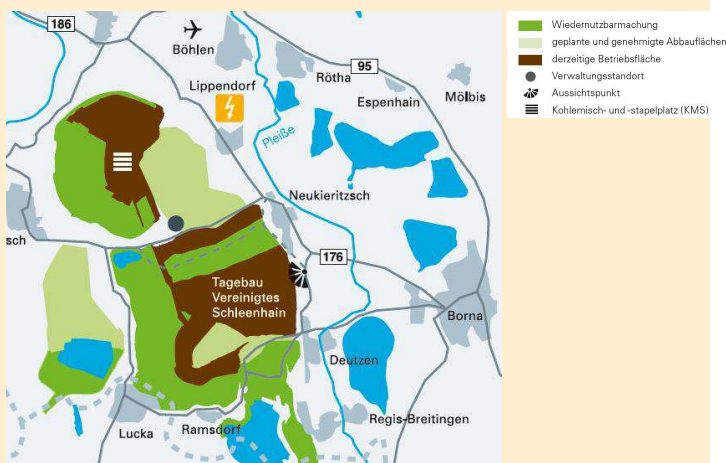 186
Böhlen
Lippendorf
Rötha
95
Espenhain
Mölbis
Pleiße
Neukieritzsch
sch
176
Tagebau
Vereinigtes
Schleenhain
Borna
Deutzen
Regis-Breitingen
Lucka
Ramsdorf
Wiedernutzbarmachung
geplante und genehmigte Abbauflächen
derzeitige Betriebsfläche
Verwaltungsstandort
Aussichtspunkt
Kohlemisch- und -stapelplatz (KMS)